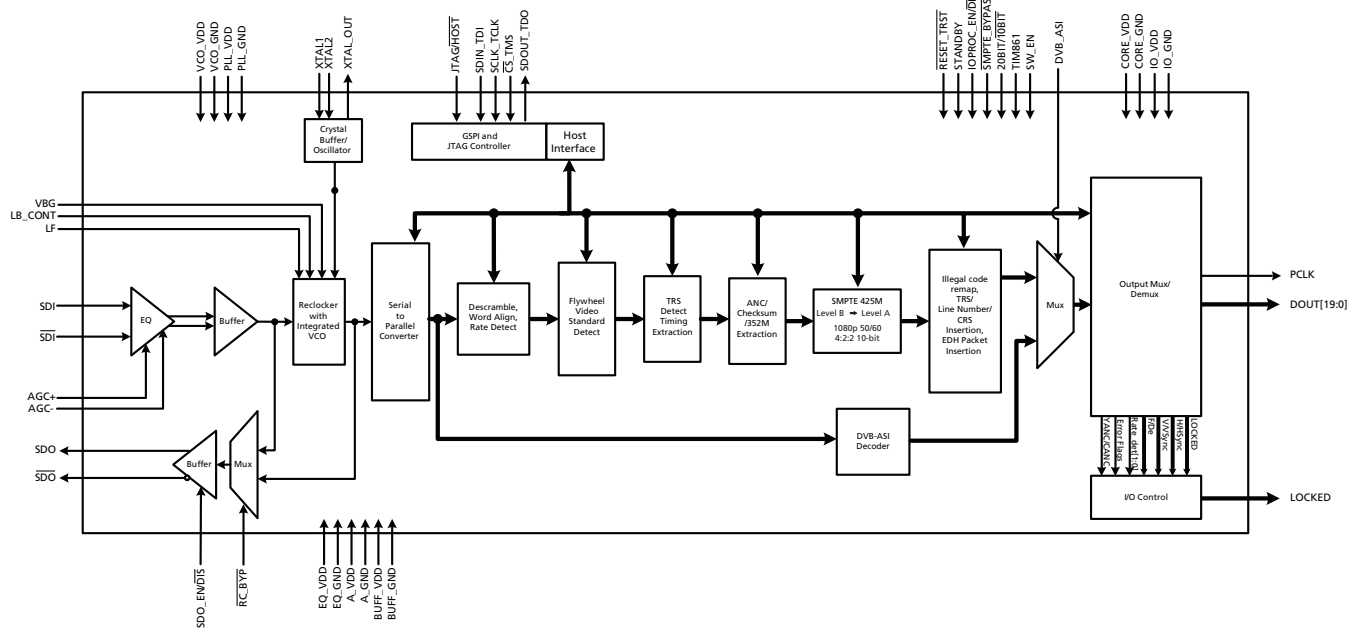 VCO_VDD
VCO_GND
PLL_VDD
PLL_GND
XTAL1
XTAL2
XTAL_OUT
JTAG/HOST
SDIN_TDI
SCLK_TCLK
CS_TMS
SDOUT_TDO
RESET_TRST
STANDBY
IOPROC_EN/DI
SMPTE_BYPAS
20BIT/10BIT
TIM861
SW_EN
DVB_ASI
CORE_VDD
CORE_GND
IO_VDD
IO_GND
Crystal
Buffer/
Oscillator
GSPI and
JTAG Controller
Host
Interface
VBG
LB_CONT
LF
SDI
SDI
AGC+
AGC-
SDO
SDO
EQ
Buffer
Reclocker
with
Integrated
VCO
Serial
to
Parallel
Converter
Descramble,
Word Align,
Rate Detect
Flywheel
Video
Standard
Detect
TRS
Detect
Timing
Extraction
ANC/
Checksum
/352M
Extraction
SMPTE 425M
Level B → Level A
1080p 50/60
4:2:2 10-bit
Illegal code
remap,
TRS/
Line Number/
CRS
Insertion,
EDH Packet
Insertion
Mux
Output Mux/
Demux
PCLK
DOUT[19:0]
DVB-ASI
Decoder
Buffer
Mux
YANC/CANC
Error Flags
Rate_det[1:0]
F/De
V/VSync
H/HSync
LOCKED
I/O Control
LOCKED
SDO_EN/DIS
RC_BYP
EQ_VDD
EQ_GND
A_VDD
A_GND
BUFF_VDD
BUFF_GND